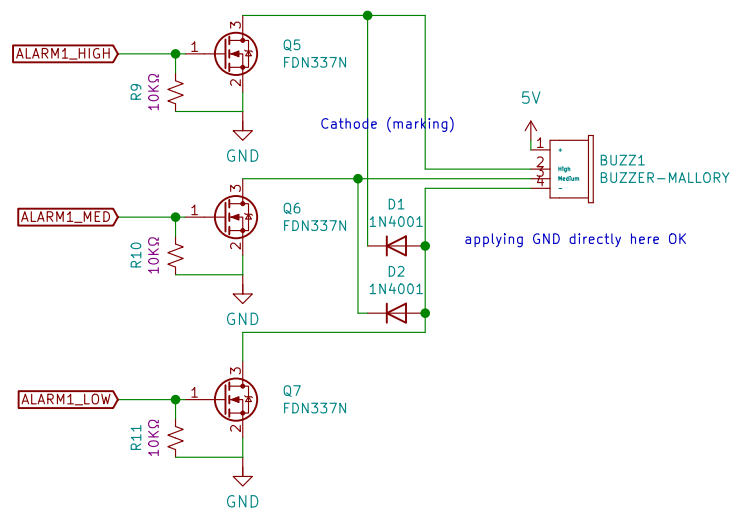 3
Q5
FDN337N
ALARM1_HIGH
1
2
R9
10KΩ
GND
Cathode (marking)
5V
1
+
2
High
3
Medium
4
-
BUZZ1
BUZZER-MALLORY
3
Q6
FDN337N
ALARM1_MED
1
2
R10
10KΩ
GND
D1
1N4001
applying GND directly here OK
D2
1N4001
3
Q7
FDN337N
ALARM1_LOW
1
2
R11
10KΩ
GND